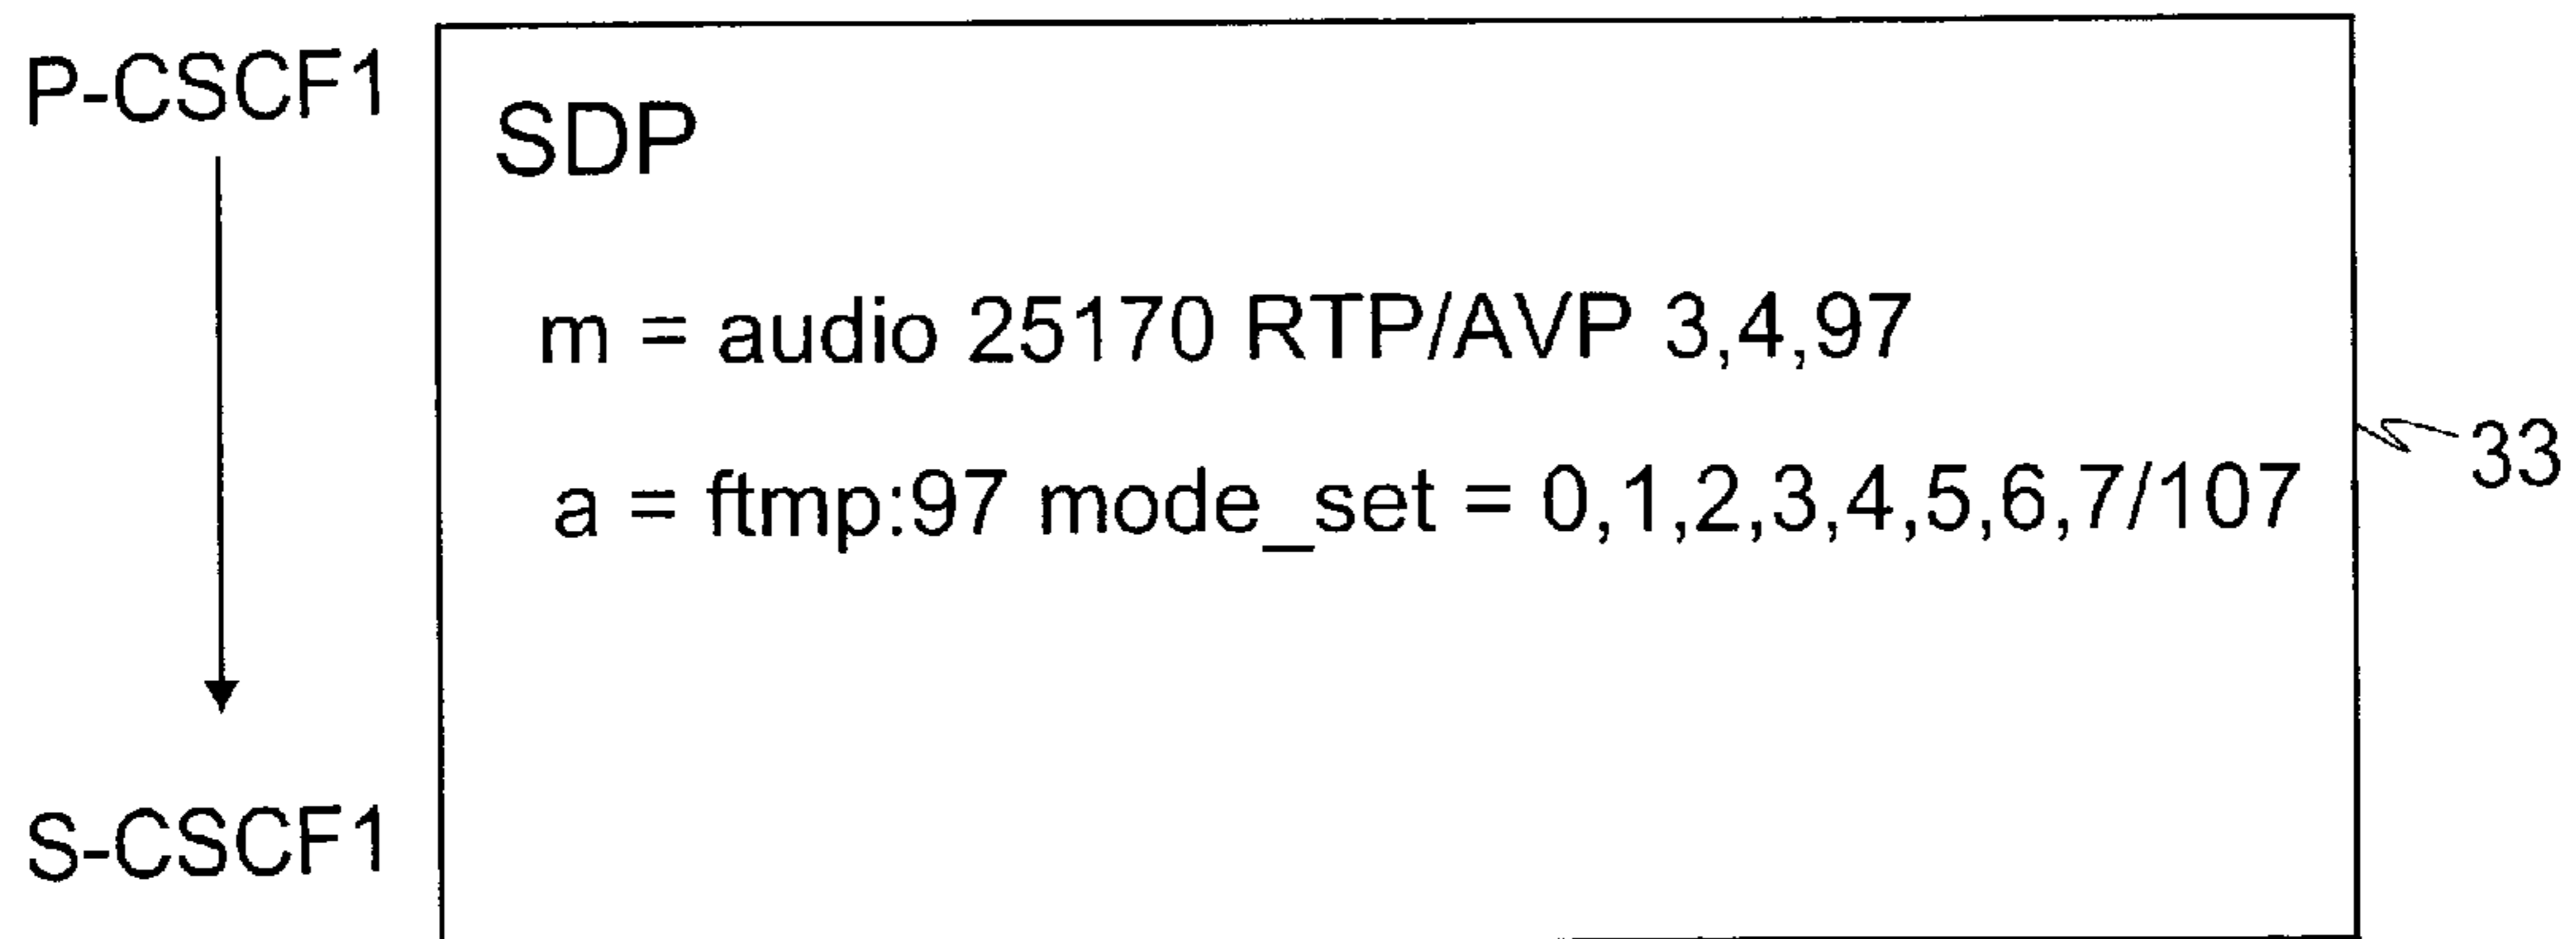 P-CSCF1
SDP
m = audio 25170 RTP/AVP 3,4,97
a = ftmp:97 mode_set = 0,1,2,3,4,5,6,7/107
33
S-CSCF1